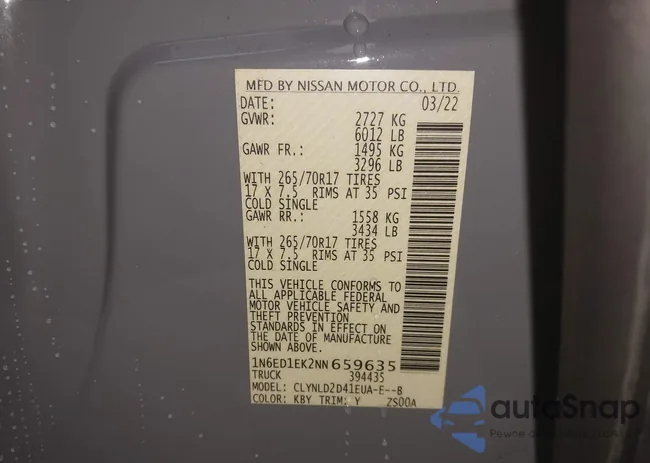 MFD BY NISSAN MOTOR CO., LTD.
DATE: 03/22
GVWR: 2727 KG
6012 LB
GAWR FR.: 1495 KG
3296 LB
WITH 265/70R17 TIRES
17 X 7.5 RIMS AT 35 PSI
COLD SINGLE
GAWR RR.: 1558 KG
3434 LB
WITH 265/70R17 TIRES
17 X 7.5 RIMS AT 35 PSI
COLD SINGLE
THIS VEHICLE CONFORMS TO
ALL APPLICABLE FEDERAL
MOTOR VEHICLE SAFETY AND
THEFT PREVENTION
STANDARDS IN EFFECT ON THE
DATE OF MANUFACTURE
SHOWN ABOVE.
1N6ED1EK2NN659635
TRUCK 394435
MODEL: CLYNLD2D41EUA-E--B
COLOR: KBY TRIM: Y 2S00A
autoSnap